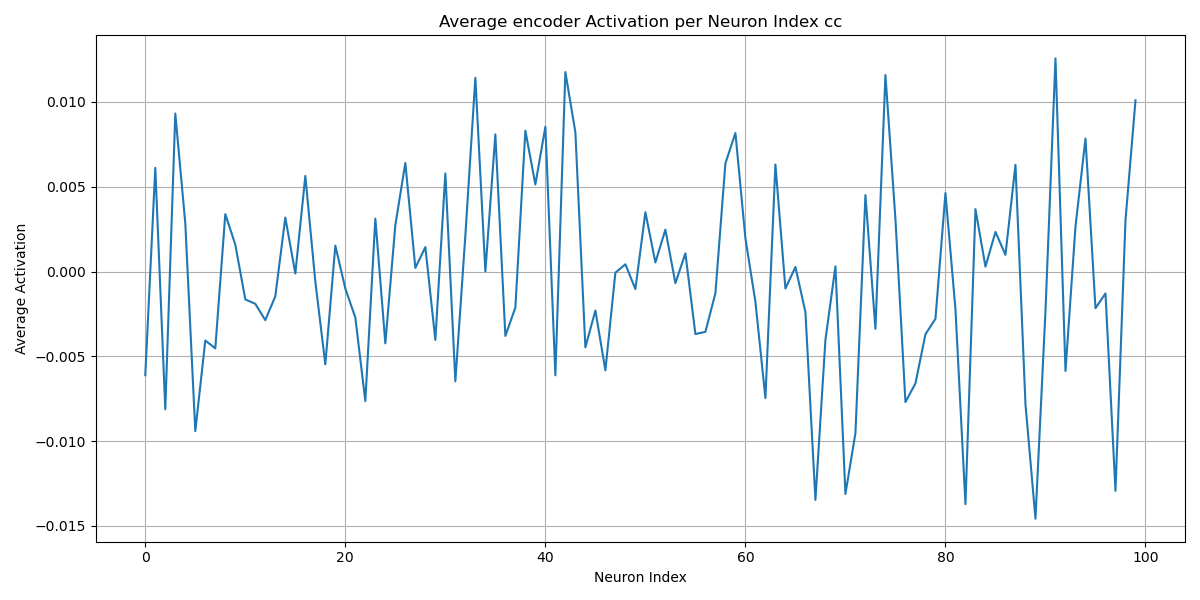 Average encoder Activation per Neuron Index cc
0.010
0.005
0.000
−0.005
−0.010
−0.015
Average Activation
0 20 40 60 80 100
Neuron Index